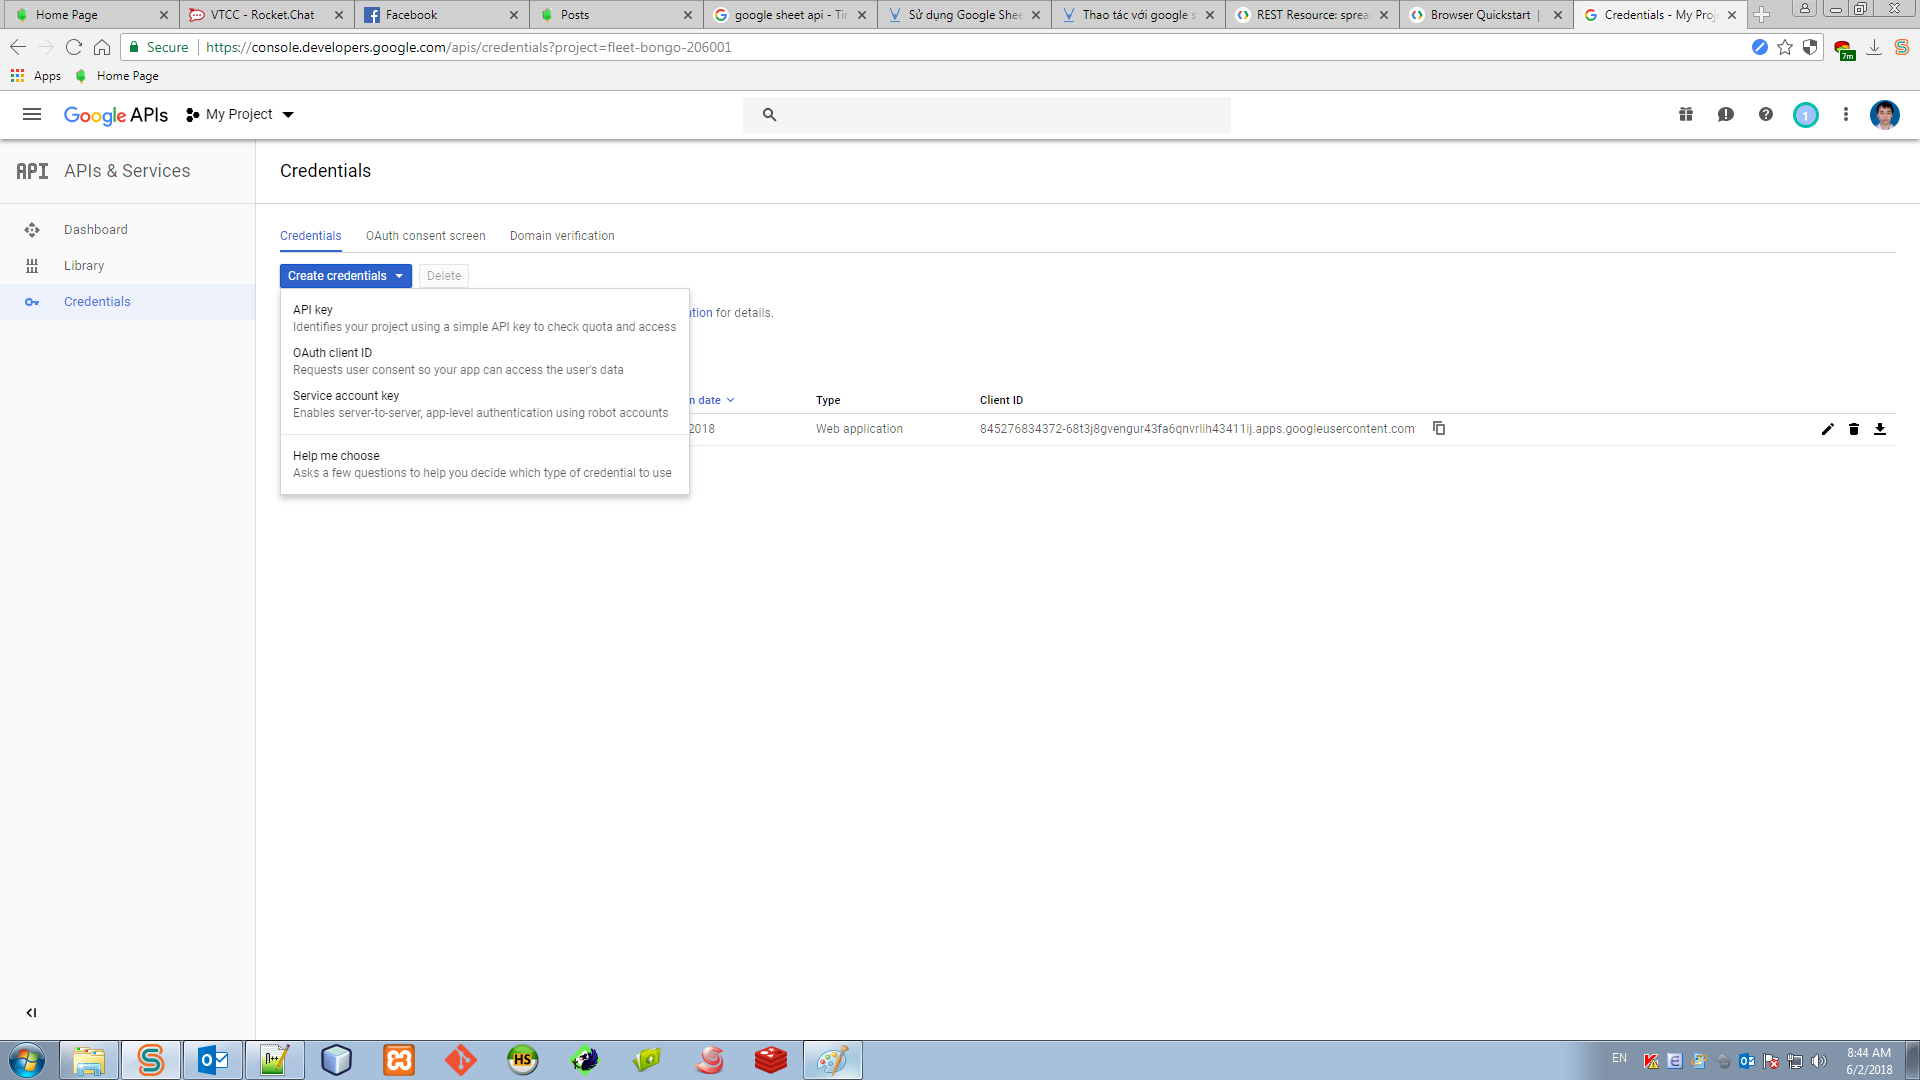 Home Page
VTCC - Rocket.Chat
Facebook
Posts
google sheet api - Tìm
Sử dụng Google Shee
Thao tác với google s
REST Resource: sprea
Browser Quickstart |
Credentials - My Proj
Secure
https://console.developers.google.com/apis/credentials?project=fleet-bongo-206001
7m
Apps
Home Page
Google APIs
My Project
1
API
APIs & Services
Credentials
Dashboard
Library
Credentials
Credentials
OAuth consent screen
Domain verification
Create credentials
Delete
API key
Identifies your project using a simple API key to check quota and access
OAuth client ID
Requests user consent so your app can access the user's data
Service account key
Enables server-to-server, app-level authentication using robot accounts
Help me choose
Asks a few questions to help you decide which type of credential to use
tion for details.
n date
Type
Client ID
2018
Web application
845276834372-68t3j8gvengur43fa6qnvrlih43411ij.apps.googleusercontent.com
HS
EN
8:44 AM
6/2/2018